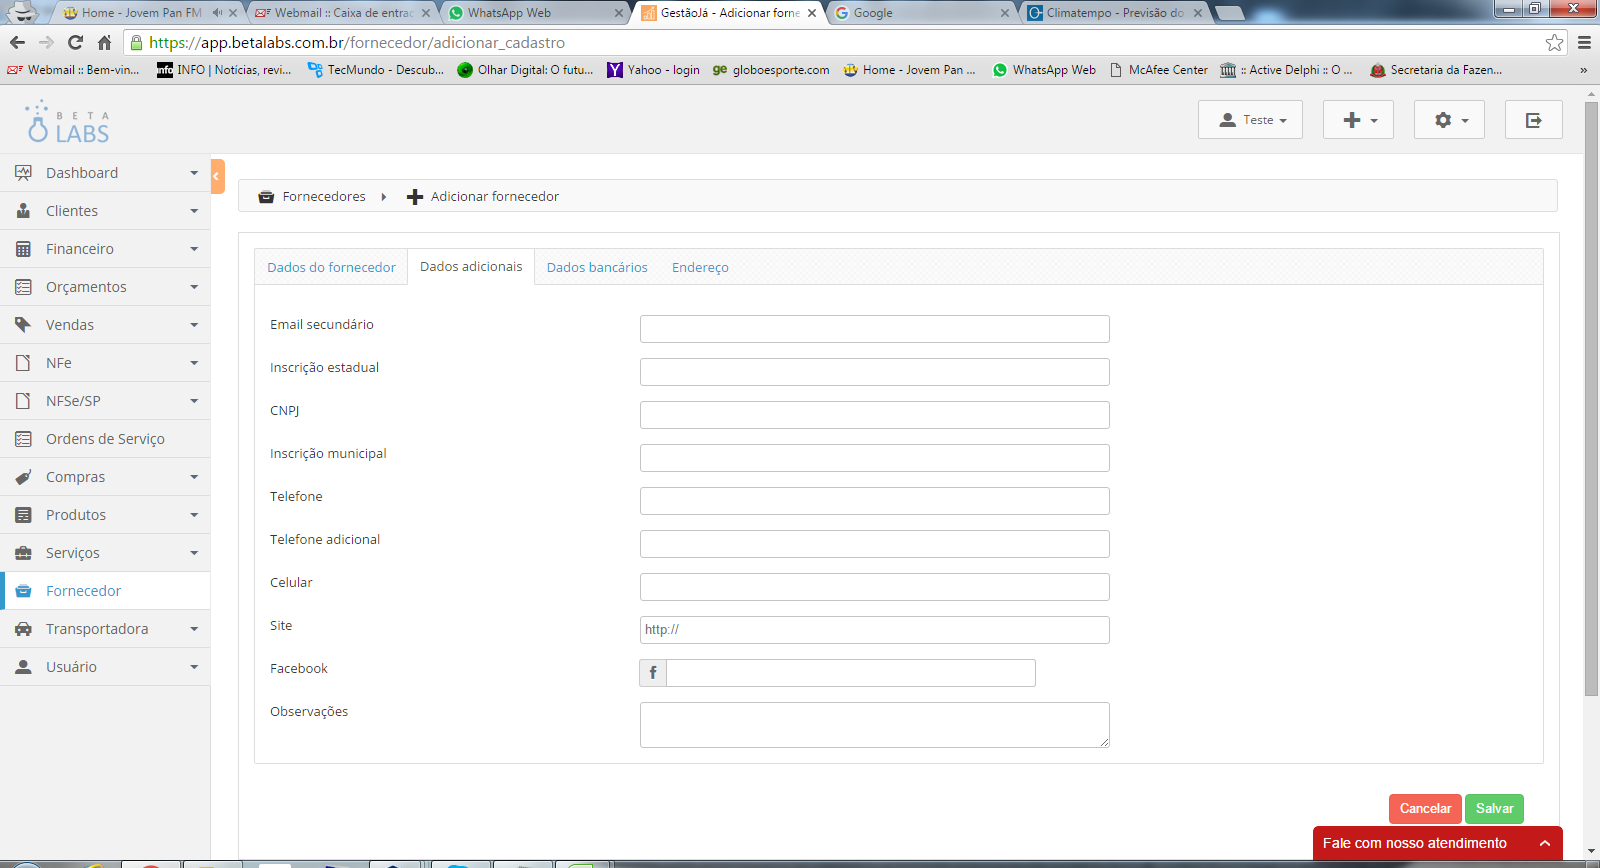 Home - Jovem Pan FM
Webmail :: Caixa de entrad
WhatsApp Web
GestãoJá - Adicionar forne
Google
Climatempo - Previsão do
https://app.betalabs.com.br/fornecedor/adicionar_cadastro
Webmail :: Bem-vin...
info INFO | Notícias, revi...
TecMundo - Descub...
Olhar Digital: O futu...
Yahoo - login
ge globoesporte.com
Home - Jovem Pan ...
WhatsApp Web
McAfee Center
:: Active Delphi :: O ...
Secretaria da Fazen...
»
BETA
LABS
Teste
Dashboard
Clientes
Financeiro
Orçamentos
Vendas
NFe
NFSe/SP
Ordens de Serviço
Compras
Produtos
Serviços
Fornecedor
Transportadora
Usuário
Fornecedores
Adicionar fornecedor
Dados do fornecedor
Dados adicionais
Dados bancários
Endereço
Email secundário
Inscrição estadual
CNPJ
Inscrição municipal
Telefone
Telefone adicional
Celular
Site
http://
Facebook
f
Observações
Cancelar
Salvar
Fale com nosso atendimento